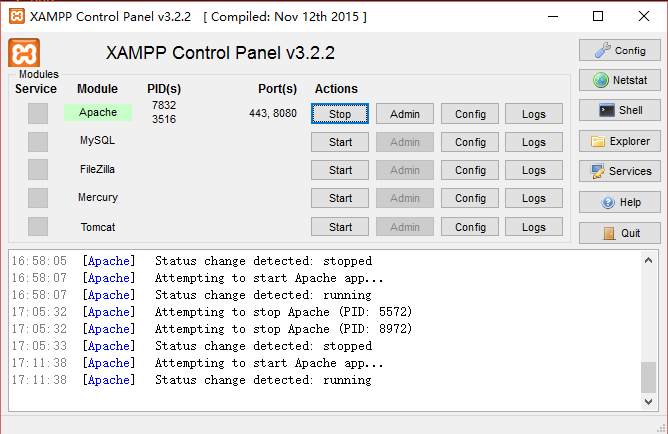 XAMPP Control Panel v3.2.2 [ Compiled: Nov 12th 2015 ]
XAMPP Control Panel v3.2.2
Config
Modules
Service Module PID(s) Port(s) Actions
Netstat
Apache 7832 3516 443, 8080 Stop Admin Config Logs
Shell
MySQL Start Admin Config Logs
Explorer
FileZilla Start Admin Config Logs
Services
Mercury Start Admin Config Logs
Help
Tomcat Start Admin Config Logs
Quit
16:58:05 [Apache] Status change detected: stopped
16:58:07 [Apache] Attempting to start Apache app...
16:58:07 [Apache] Status change detected: running
17:05:32 [Apache] Attempting to stop Apache (PID: 5572)
17:05:32 [Apache] Attempting to stop Apache (PID: 8972)
17:05:33 [Apache] Status change detected: stopped
17:11:38 [Apache] Attempting to start Apache app...
17:11:38 [Apache] Status change detected: running